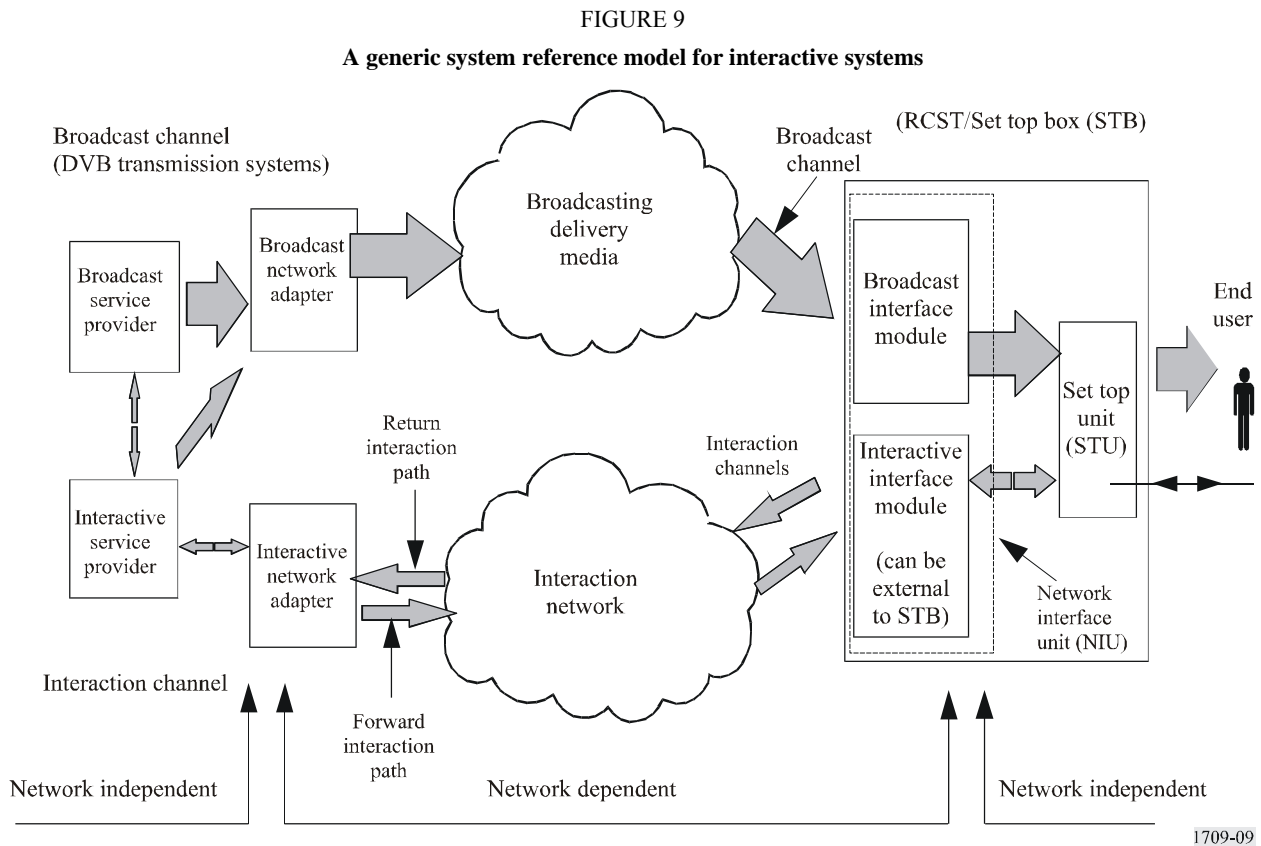 FIGURE 9
A generic system reference model for interactive systems
Broadcast channel
(DVB transmission systems)
Broadcast
channel
(RCST/Set top box (STB)
Broadcast
service
provider
Broadcast
network
adapter
Broadcasting
delivery
media
Broadcast
interface
module
End
user
Set top
unit
(STU)
Return
interaction
path
Interaction
channels
Interactive
interface
module
(can be
external
to STB)
Interactive
service
provider
Interactive
network
adapter
Interaction
network
Network
interface
unit (NIU)
Interaction channel
Forward
interaction
path
Network independent
Network dependent
Network independent
1709-09